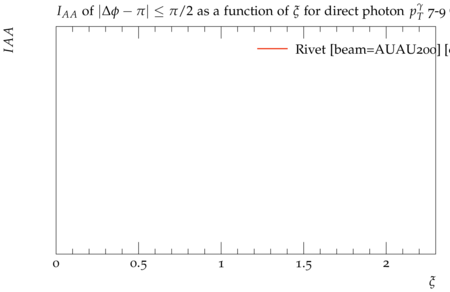 I_AA of |Δϕ − π| ≤ π/2 as a function of ξ for direct photon p_T^γ 7-9
IAA
Rivet [beam=AUAU200]
0 0.5 1 1.5 2
ξ